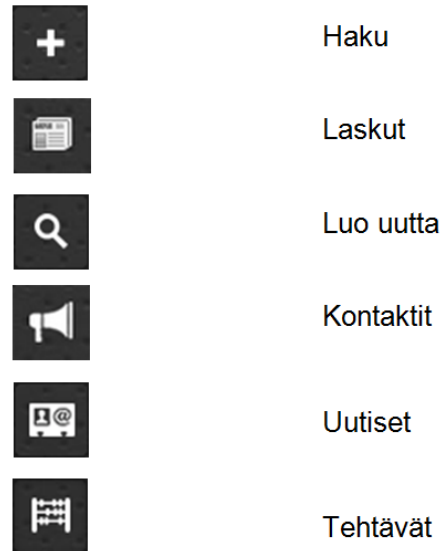 Haku
Laskut
Luo uutta
Kontaktit
Uutiset
Tehtävät